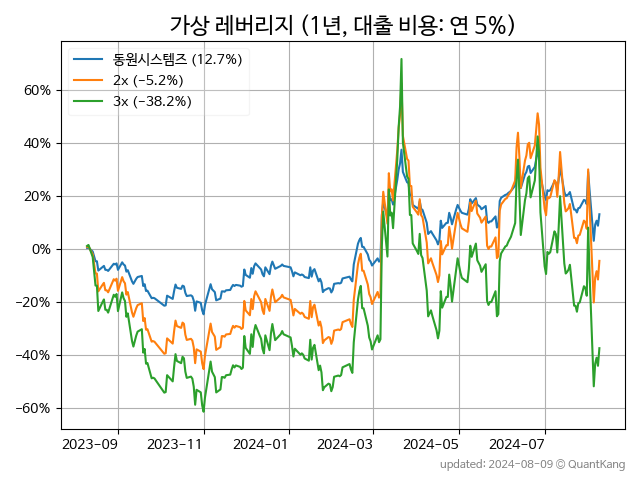 가상 레버리지 (1년, 대출 비용: 연 5%)
동원시스템즈 (12.7%)
2x (−5.2%)
3x (−38.2%)
60%
40%
20%
0%
−20%
−40%
−60%
2023-09
2023-11
2024-01
2024-03
2024-05
2024-07
updated: 2024-08-09 © QuantKang